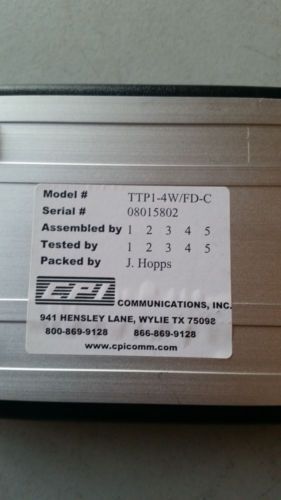 Model # TTP1-4W/FD-C
Serial # 08015802
Assembled by 1 2 3 4 5
Tested by 1 2 3 4 5
Packed by J. Hopps
CPI COMMUNICATIONS, INC.
941 HENSLEY LANE, WYLIE TX 75098
800-869-9128 866-869-9128
www.cpicomm.com